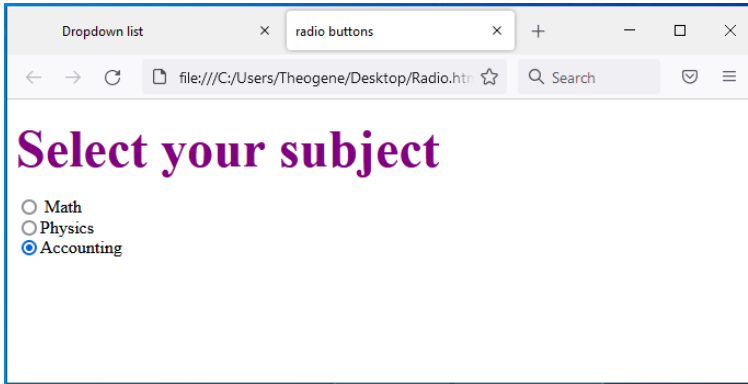 Dropdown list
radio buttons
file:///C:/Users/Theogene/Desktop/Radio.htm
Search
Select your subject
Math
Physics
Accounting